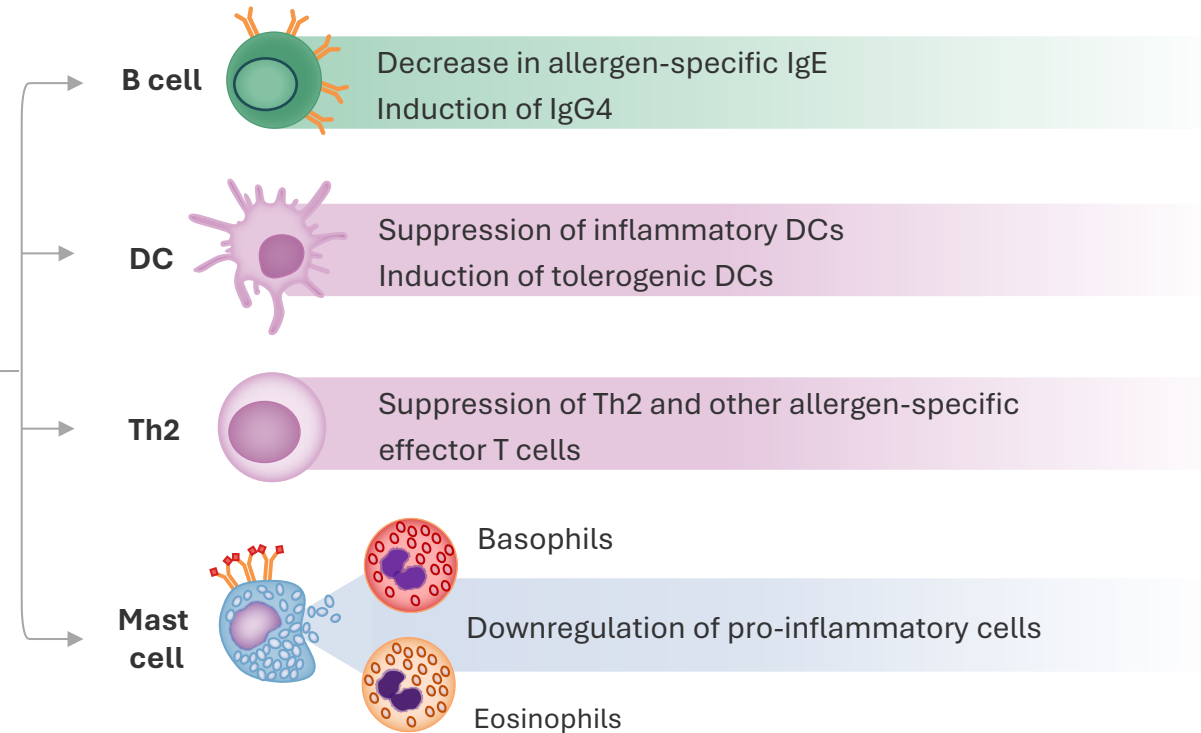 B cell
Decrease in allergen-specific IgE
Induction of IgG4
DC
Suppression of inflammatory DCs
Induction of tolerogenic DCs
Th2
Suppression of Th2 and other allergen-specific
effector T cells
Mast
cell
Basophils
Downregulation of pro-inflammatory cells
Eosinophils